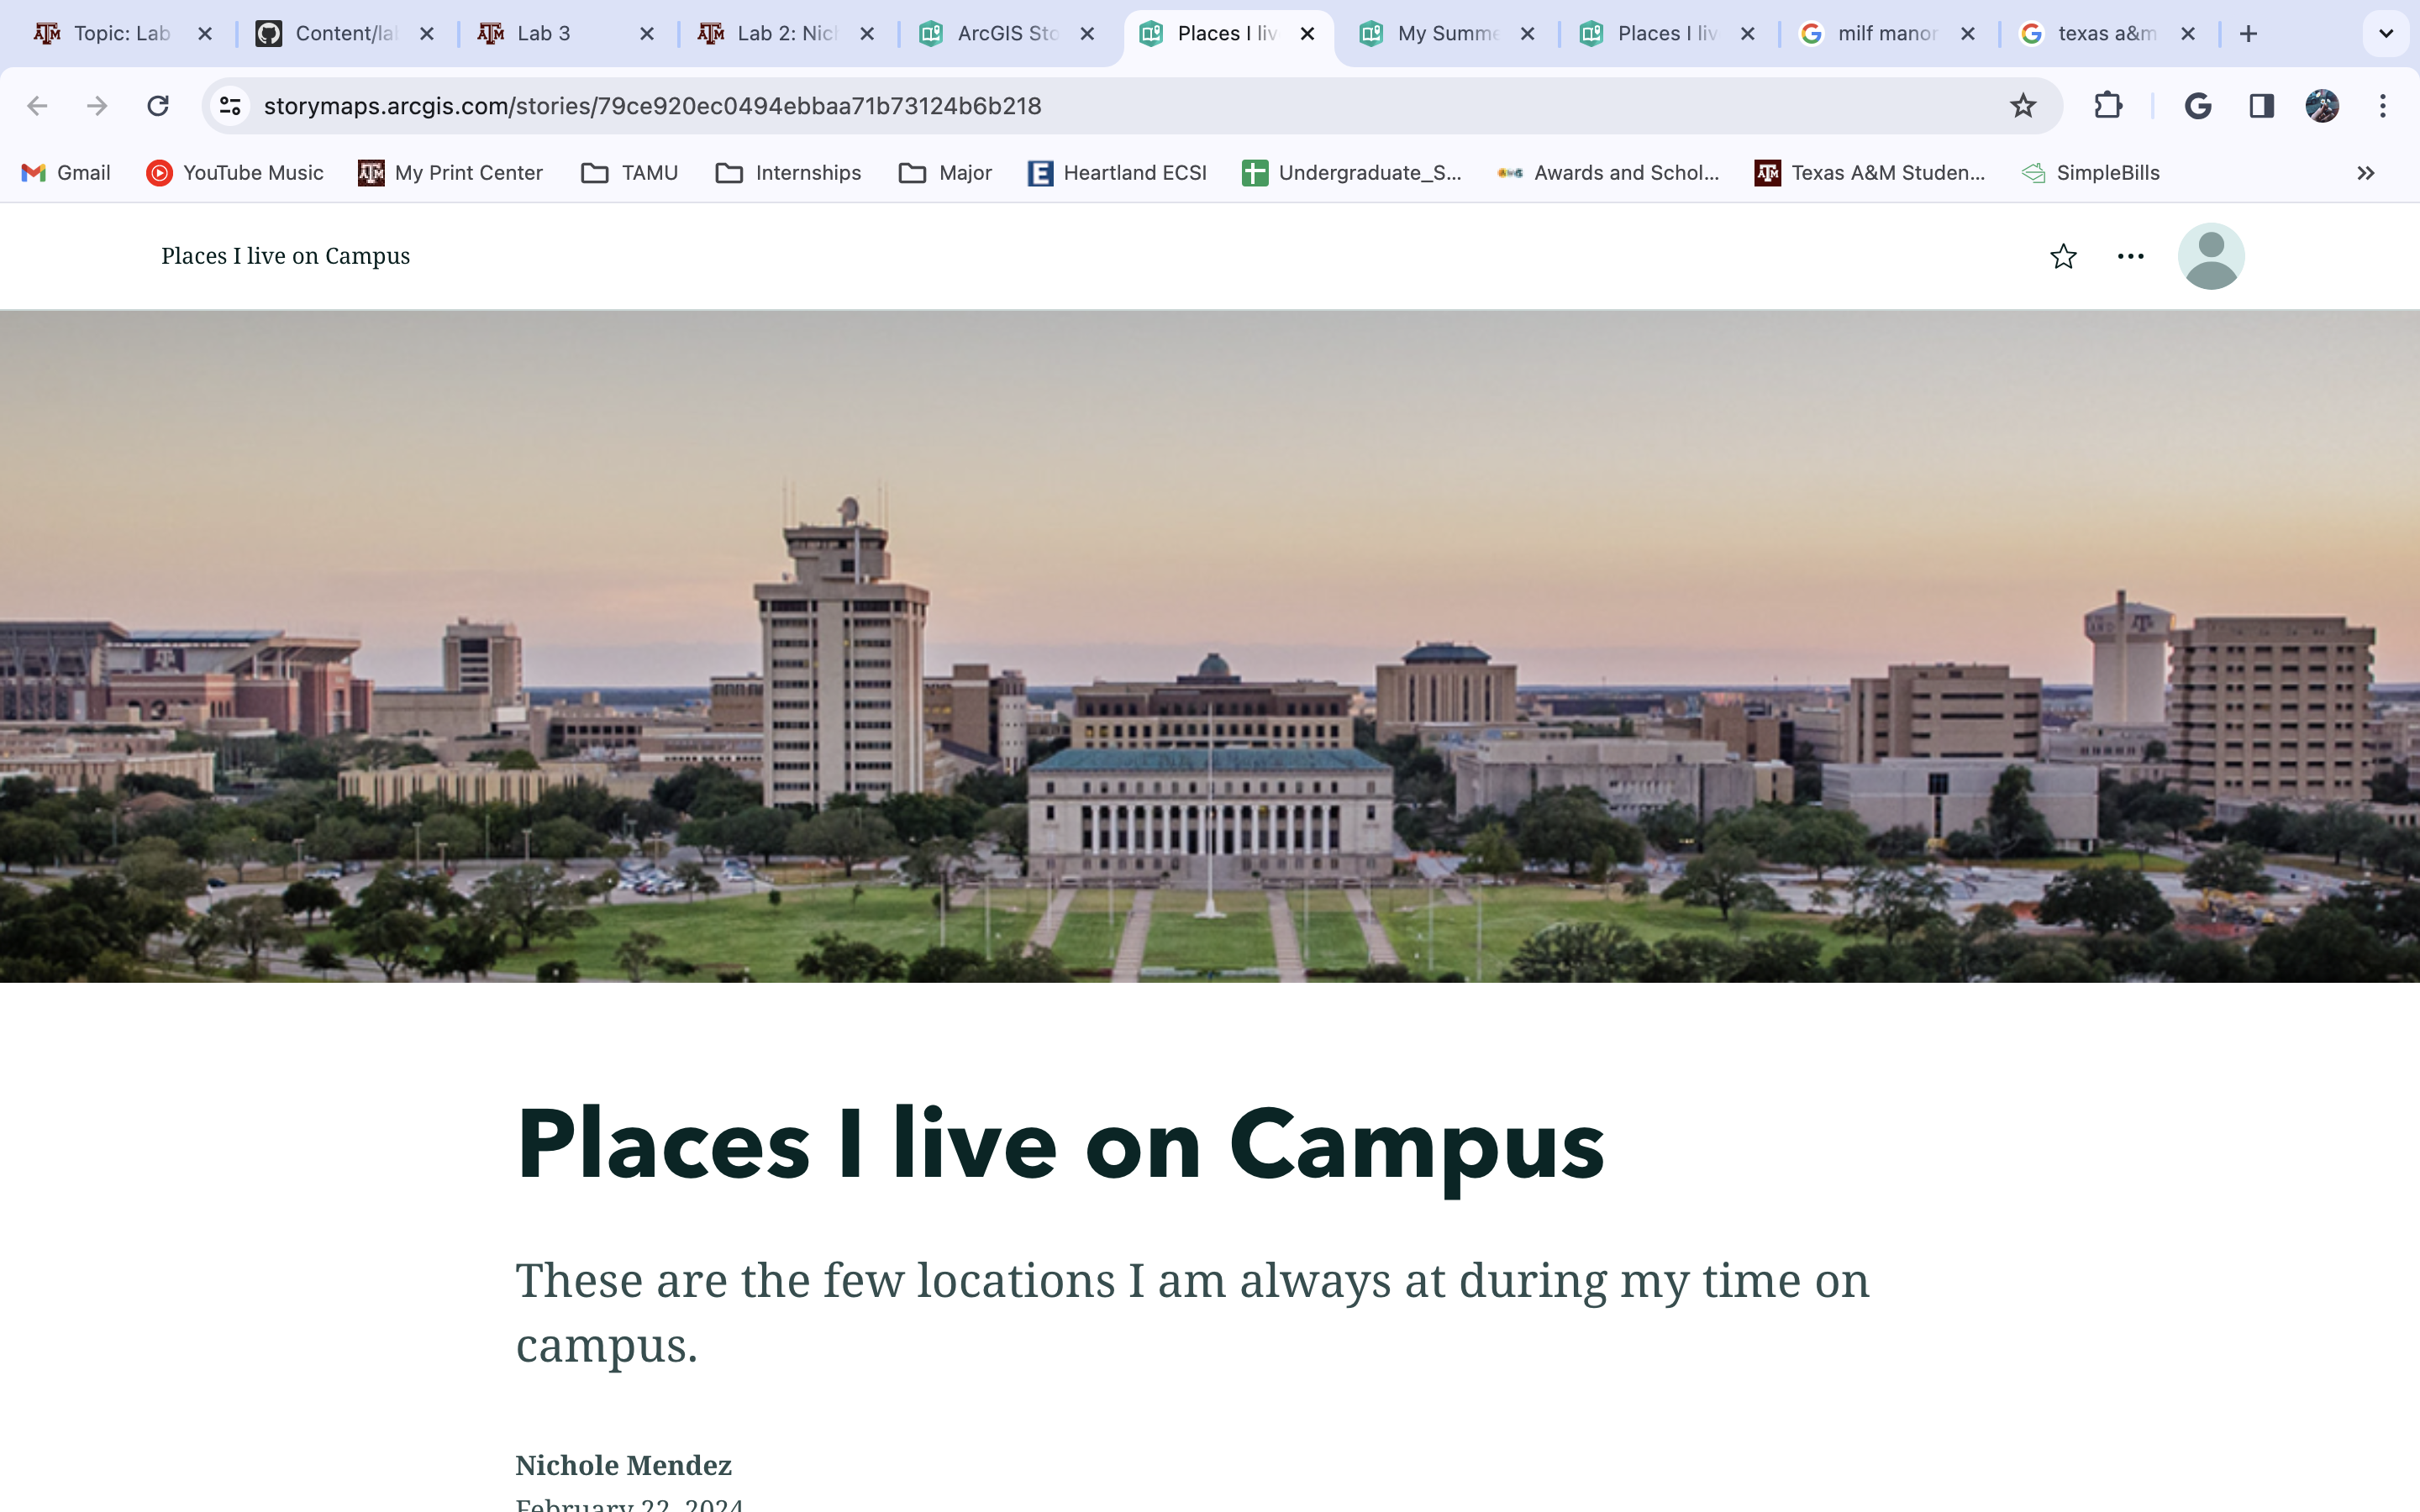 Topic: Lab
Content/la
Lab 3
Lab 2: Nich
ArcGIS Sto
Places I liv
My Summe
Places I liv
milf manor
texas a&m
storymaps.arcgis.com/stories/79ce920ec0494ebbaa71b73124b6b218
Gmail
YouTube Music
My Print Center
TAMU
Internships
Major
Heartland ECSI
Undergraduate_S...
Awards and Schol...
Texas A&M Studen...
SimpleBills
Places I live on Campus
Places I live on Campus
These are the few locations I am always at during my time on
campus.
Nichole Mendez
February 22, 2024